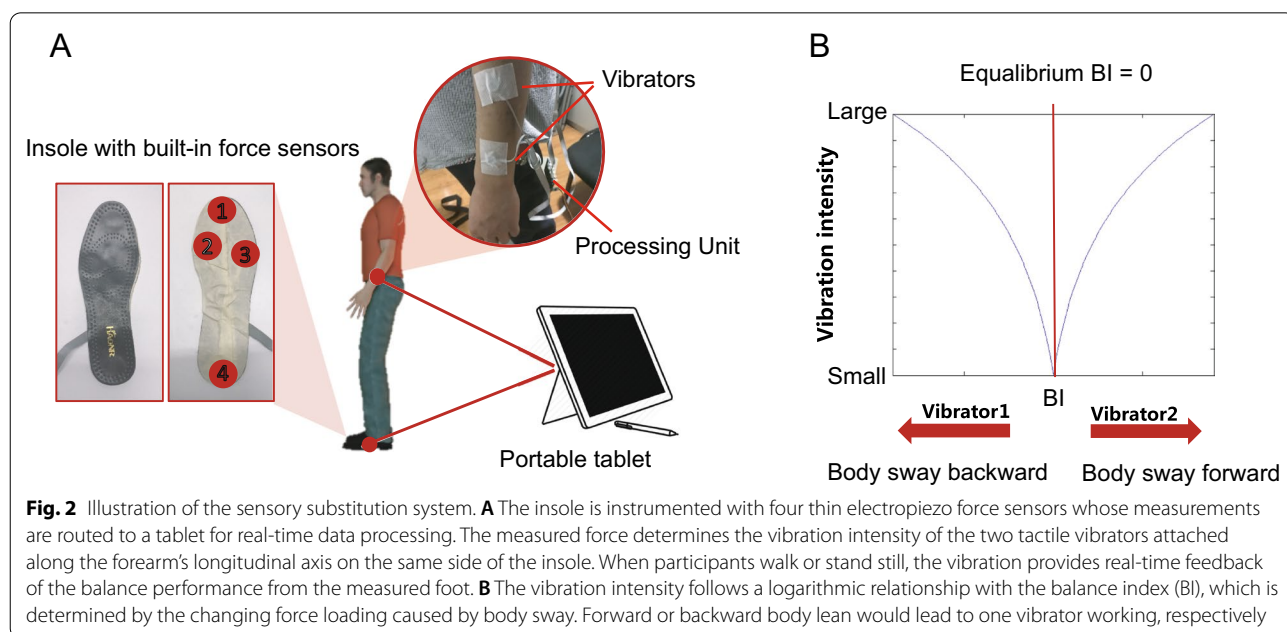 A
Vibrators
Insole with built-in force sensors
1
2
3
4
Processing Unit
Portable tablet
B
Equalibrium BI = 0
Large
Vibration intensity
Small
BI
Vibrator1
Vibrator2
Body sway backward
Body sway forward
Fig. 2 Illustration of the sensory substitution system. A The insole is instrumented with four thin electropiezo force sensors whose measurements
are routed to a tablet for real-time data processing. The measured force determines the vibration intensity of the two tactile vibrators attached
along the forearm's longitudinal axis on the same side of the insole. When participants walk or stand still, the vibration provides real-time feedback
of the balance performance from the measured foot. B The vibration intensity follows a logarithmic relationship with the balance index (BI), which is
determined by the changing force loading caused by body sway. Forward or backward body lean would lead to one vibrator working, respectively